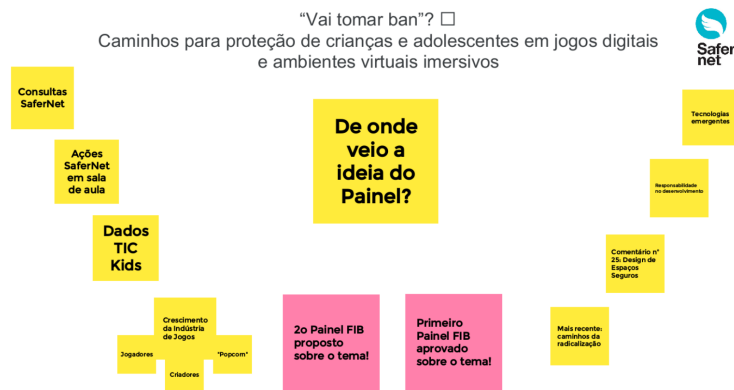 “Vai tomar ban”? □
Caminhos para proteção de crianças e adolescentes em jogos digitais
e ambientes virtuais imersivos
Safer
net
Consultas
SaferNet
Ações
SaferNet
em sala
de aula
Dados
TIC
Kids
Crescimento
da Indústria
de Jogos
Jogadores
"Popcom"
Criadores
De onde
veio a
ideia do
Painel?
2o Painel FIB
proposto
sobre o tema!
Primeiro
Painel FIB
aprovado
sobre o tema!
Tecnologias
emergentes
Responsabilidade
no desenvolvimento
Comentário n°
25: Design de
Espaços
Seguros
Mais recente:
caminhos da
radicalização